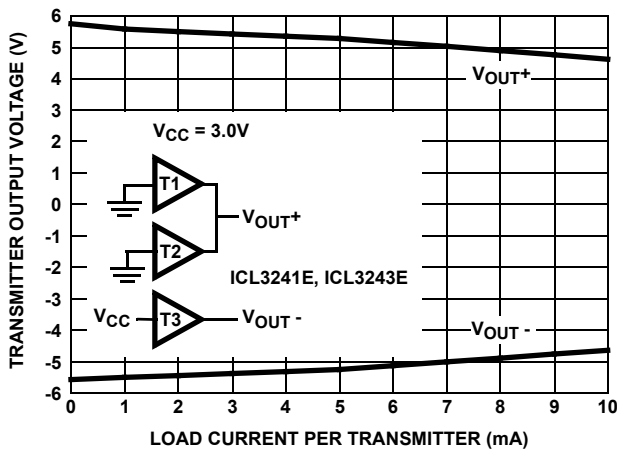 TRANSMITTER OUTPUT VOLTAGE (V)
6
5
4
3
2
1
0
-1
-2
-3
-4
-5
-6
VOUT+
VCC = 3.0V
T1
VOUT+
T2
ICL3241E, ICL3243E
VCC
T3
VOUT -
VOUT -
0 1 2 3 4 5 6 7 8 9 10
LOAD CURRENT PER TRANSMITTER (mA)